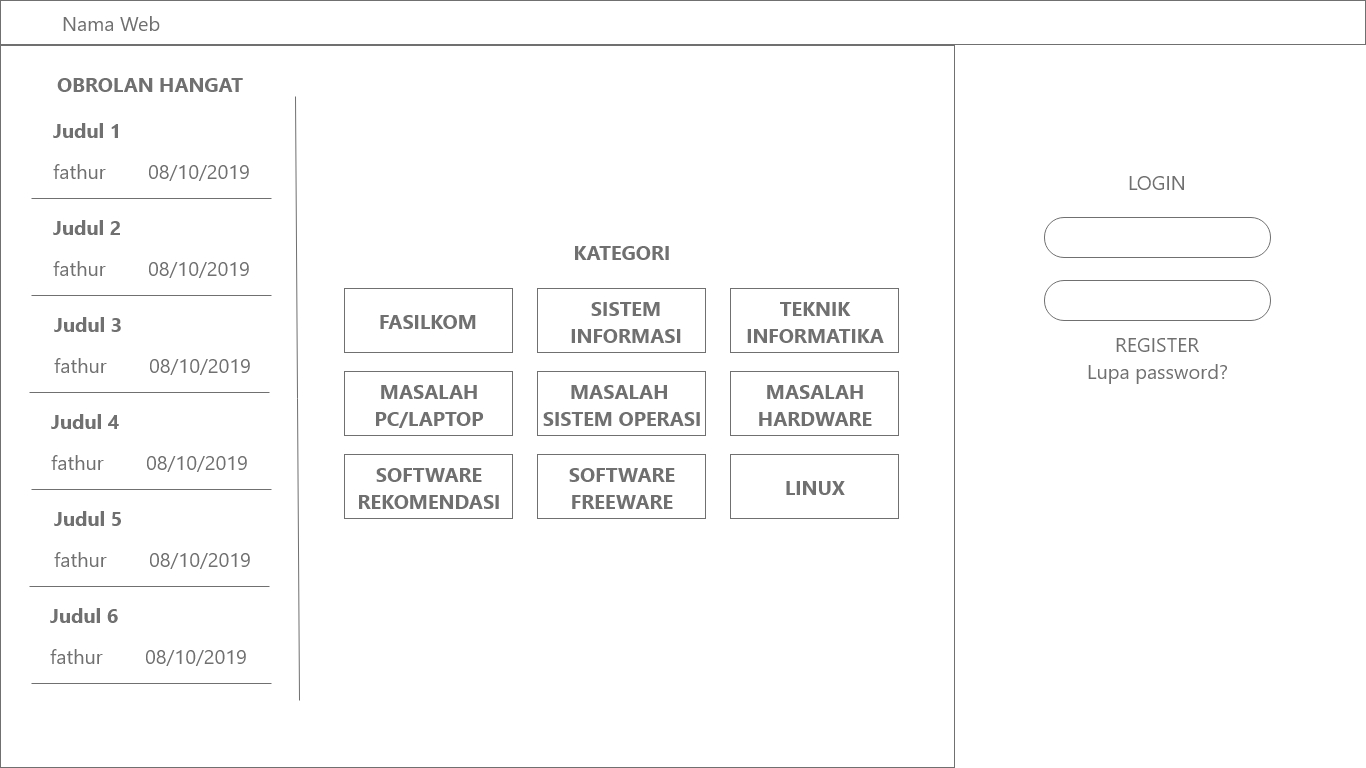 Nama Web
OBROLAN HANGAT
Judul 1
fathur 08/10/2019
Judul 2
fathur 08/10/2019
Judul 3
fathur 08/10/2019
Judul 4
fathur 08/10/2019
Judul 5
fathur 08/10/2019
Judul 6
fathur 08/10/2019
KATEGORI
FASILKOM
SISTEM
INFORMASI
TEKNIK
INFORMATIKA
MASALAH
PC/LAPTOP
MASALAH
SISTEM OPERASI
MASALAH
HARDWARE
SOFTWARE
REKOMENDASI
SOFTWARE
FREEWARE
LINUX
LOGIN
REGISTER
Lupa password?